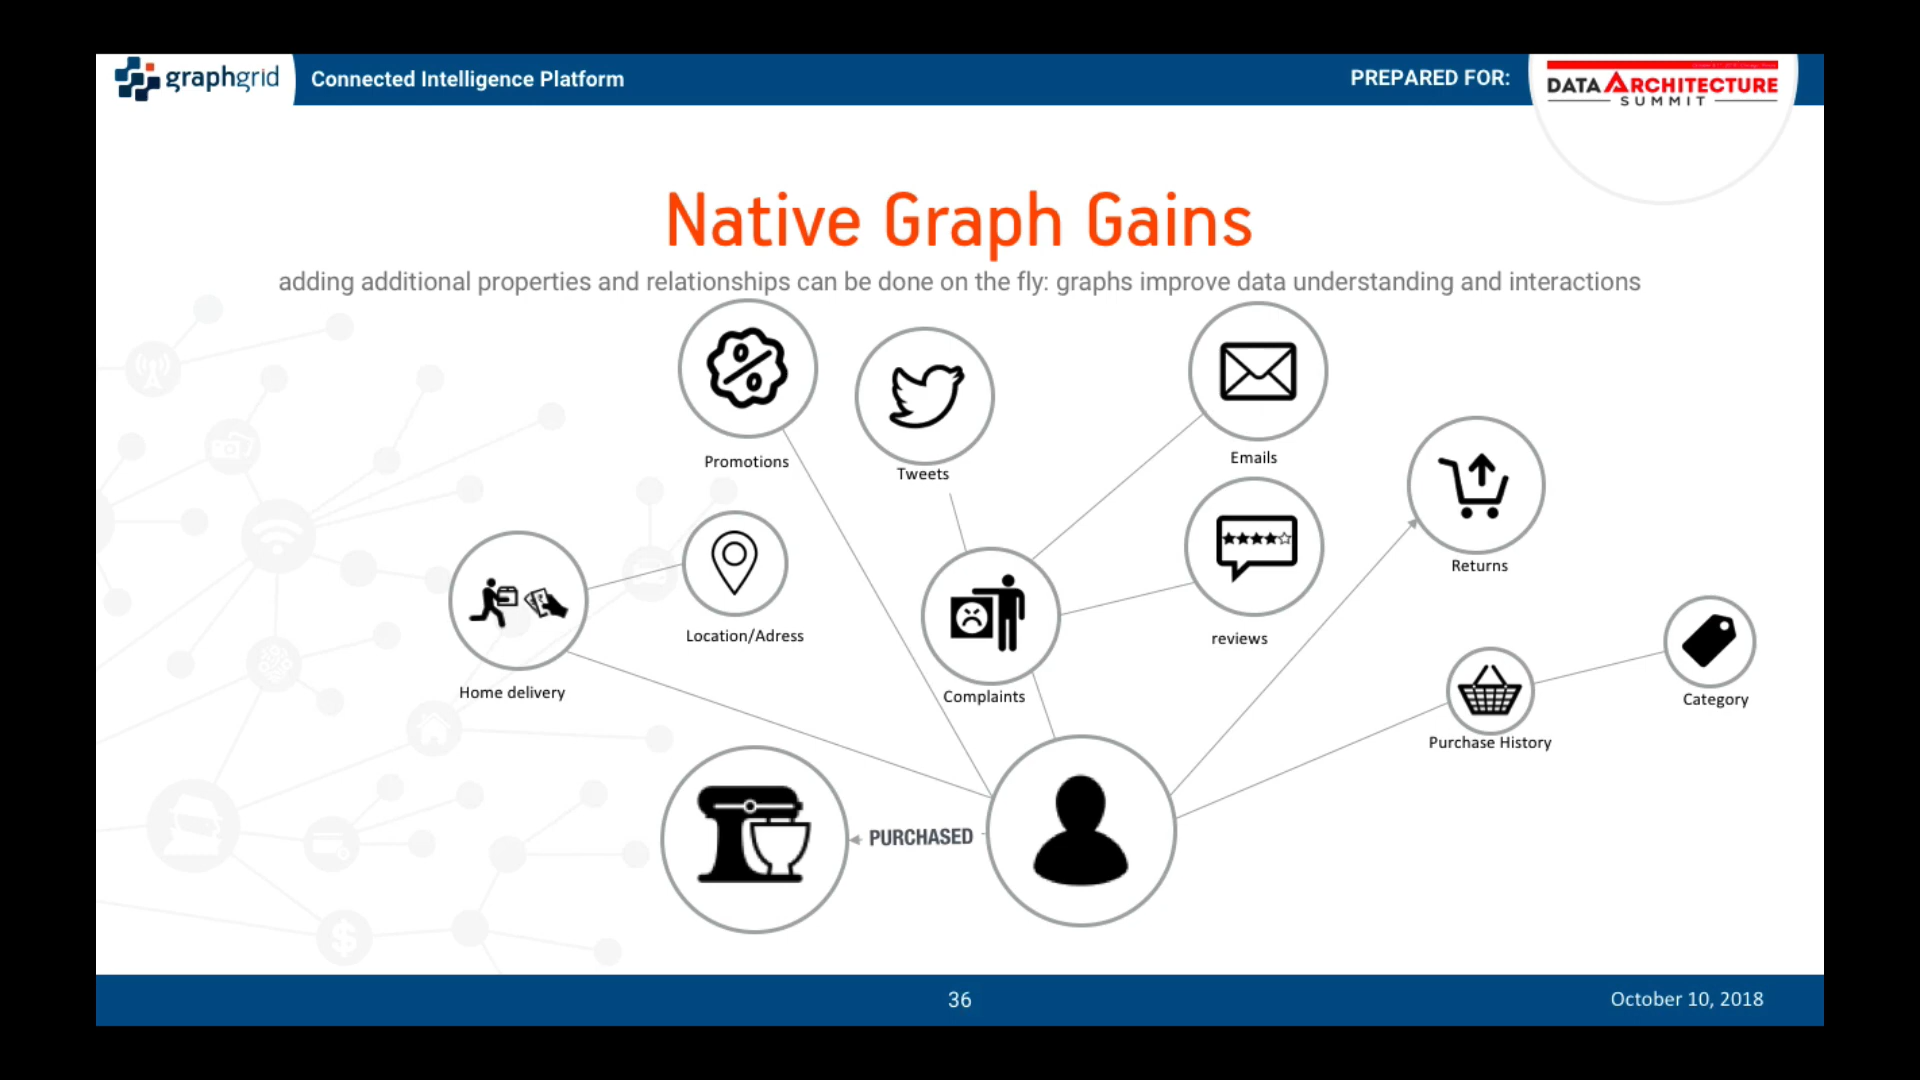 graphgrid
Connected Intelligence Platform
PREPARED FOR:
DATA ARCHITECTURE
SUMMIT
Native Graph Gains
adding additional properties and relationships can be done on the fly: graphs improve data understanding and interactions
Promotions
Tweets
Emails
Returns
Location/Adress
reviews
Home delivery
Complaints
Category
Purchase History
PURCHASED
36
October 10, 2018